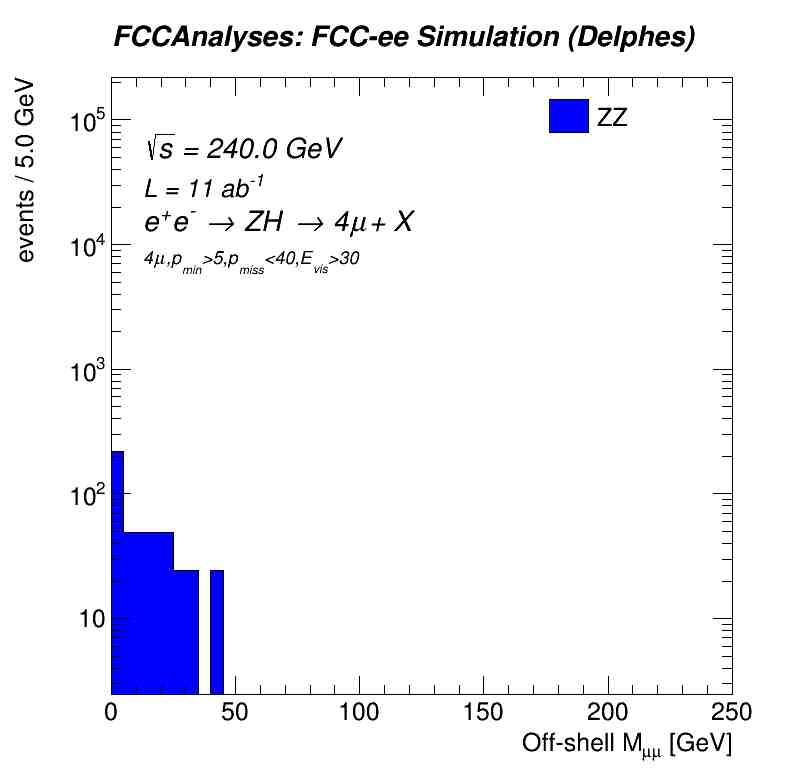 FCCAnalyses: FCC-ee Simulation (Delphes)
events / 5.0 GeV
10⁵
10⁴
10³
10²
10
√s = 240.0 GeV
L = 11 ab⁻¹
e⁺e⁻ → ZH → 4μ + X
4μ,p_min>5,p_miss<40,E_vis>30
ZZ
0 50 100 150 200 250
Off-shell M_μμ [GeV]